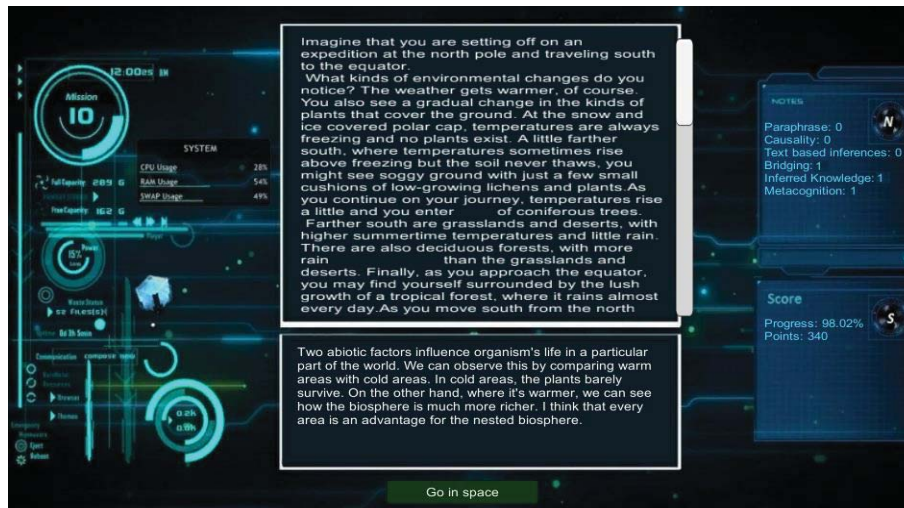 12:00es AM
Mission
10
SYSTEM
CPU Usage 28%
RAM Usage 54%
SWAP Usage 49%
Full Capacity 289 G
Free Capacity 162 G
Player
Power
15%
52 FILES(S)
Communication
Browser
Themes
0.2k
0.0k
Eject
Reboot
Imagine that you are setting off on an
expedition at the north pole and traveling south
to the equator.
What kinds of environmental changes do you
notice? The weather gets warmer, of course.
You also see a gradual change in the kinds of
plants that cover the ground. At the snow and
ice covered polar cap, temperatures are always
freezing and no plants exist. A little farther
south, where temperatures sometimes rise
above freezing but the soil never thaws, you
might see soggy ground with just a few small
cushions of low-growing lichens and plants.As
you continue on your journey, temperatures rise
a little and you enter of coniferous trees.
Farther south are grasslands and deserts, with
higher summertime temperatures and little rain.
There are also deciduous forests, with more
rain than the grasslands and
deserts. Finally, as you approach the equator,
you may find yourself surrounded by the lush
growth of a tropical forest, where it rains almost
every day.As you move south from the north
Two abiotic factors influence organism's life in a particular
part of the world. We can observe this by comparing warm
areas with cold areas. In cold areas, the plants barely
survive. On the other hand, where it's warmer, we can see
how the biosphere is much more richer. I think that every
area is an advantage for the nested biosphere.
Go in space
NOTES
N
Paraphrase: 0
Causality: 0
Text based inferences: 0
Bridging: 1
Inferred Knowledge: 1
Metacognition: 1
Score
S
Progress: 98.02%
Points: 340